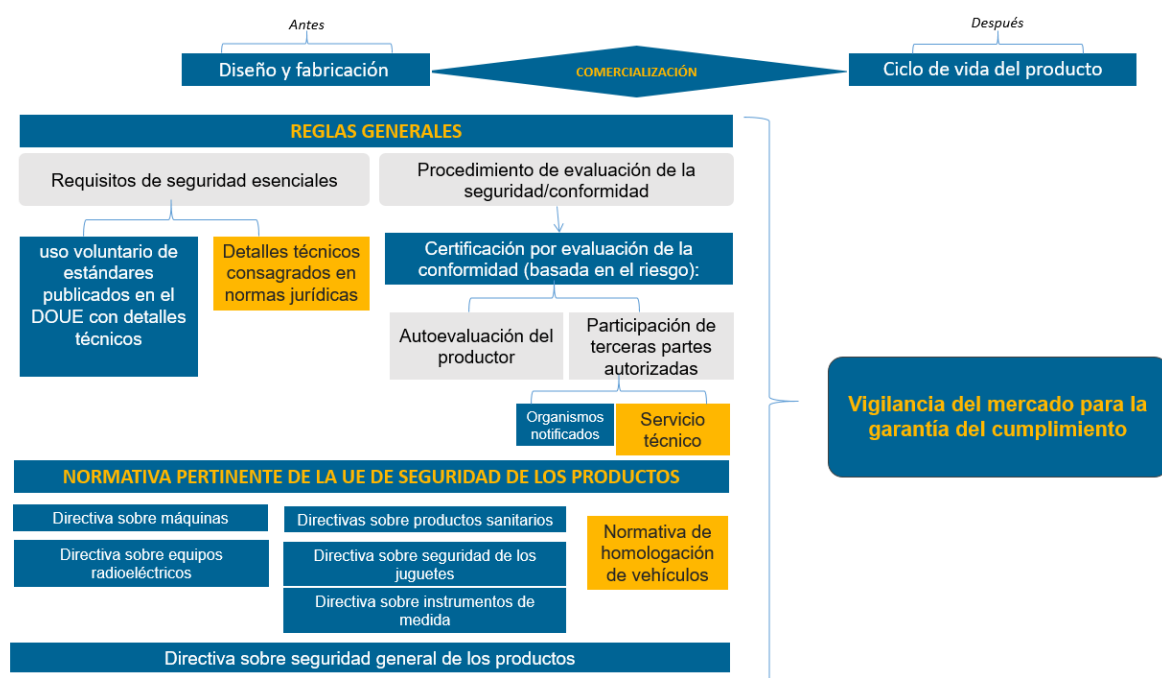 Antes
Después
Diseño y fabricación
COMERCIALIZACIÓN
Ciclo de vida del producto
REGLAS GENERALES
Requisitos de seguridad esenciales
Procedimiento de evaluación de la
seguridad/conformidad
uso voluntario de
estándares
publicados en el
DOUE con detalles
técnicos
Detalles técnicos
consagrados en
normas jurídicas
Certificación por evaluación de la
conformidad (basada en el riesgo):
Autoevaluación del
productor
Participación de
terceras partes
autorizadas
Organismos
notificados
Servicio
técnico
Vigilancia del mercado para la
garantía del cumplimiento
NORMATIVA PERTINENTE DE LA UE DE SEGURIDAD DE LOS PRODUCTOS
Directiva sobre máquinas
Directivas sobre productos sanitarios
Normativa de
homologación
de vehículos
Directiva sobre equipos
radioeléctricos
Directiva sobre seguridad de los
juguetes
Directiva sobre instrumentos de
medida
Directiva sobre seguridad general de los productos